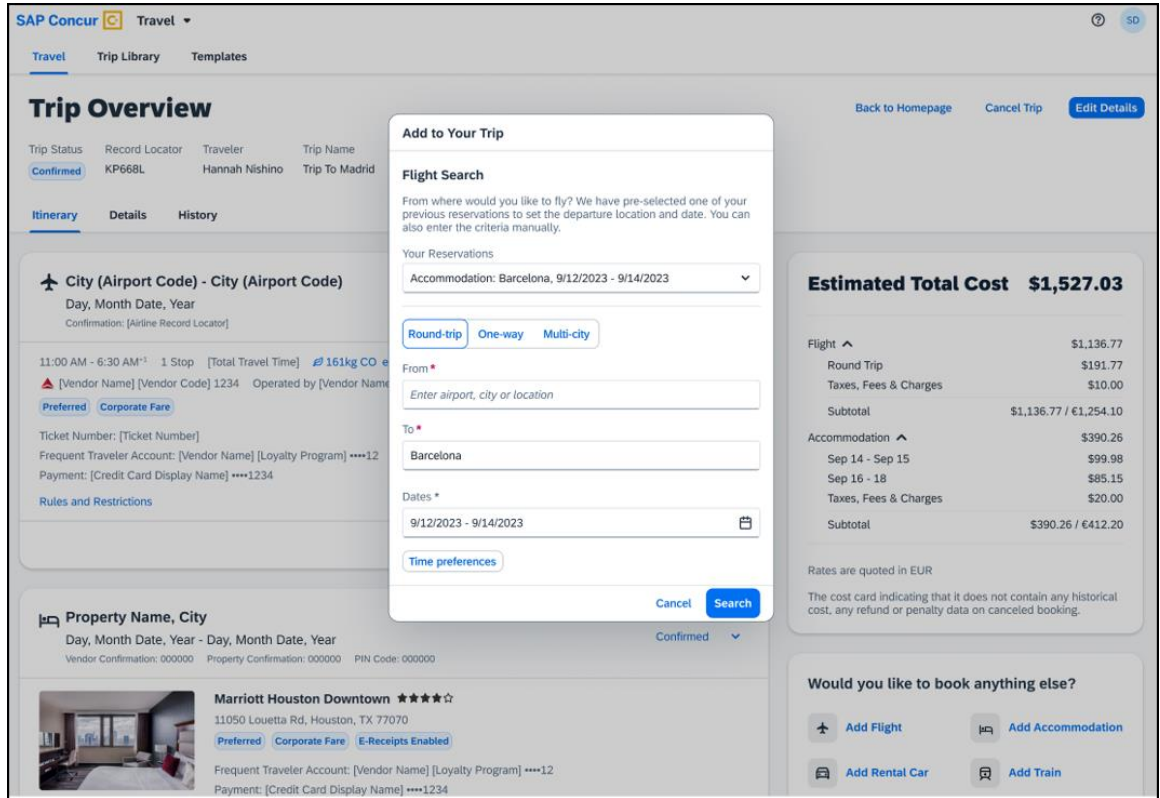 SAP Concur C Travel
SD
Travel Trip Library Templates
Trip Overview
Back to Homepage Cancel Trip Edit Details
Trip Status Record Locator Traveler Trip Name
Confirmed KP668L Hannah Nishino Trip To Madrid
Itinerary Details History
City (Airport Code) - City (Airport Code)
Day, Month Date, Year
Confirmation: [Airline Record Locator]
11:00 AM - 6:30 AM+1 1 Stop [Total Travel Time] 161kg CO e
[Vendor Name] [Vendor Code] 1234 Operated by [Vendor Name
Preferred Corporate Fare
Ticket Number: [Ticket Number]
Frequent Traveler Account: [Vendor Name] [Loyalty Program] ••••12
Payment: [Credit Card Display Name] ••••1234
Rules and Restrictions
Property Name, City
Day, Month Date, Year - Day, Month Date, Year
Vendor Confirmation: 000000 Property Confirmation: 000000 PIN Code: 000000
Confirmed
Marriott Houston Downtown ★★★★☆
11050 Louetta Rd, Houston, TX 77070
Preferred Corporate Fare E-Receipts Enabled
Frequent Traveler Account: [Vendor Name] [Loyalty Program] ••••12
Payment: [Credit Card Display Name] ••••1234
Add to Your Trip
Flight Search
From where would you like to fly? We have pre-selected one of your
previous reservations to set the departure location and date. You can
also enter the criteria manually.
Your Reservations
Accommodation: Barcelona, 9/12/2023 - 9/14/2023
Round-trip One-way Multi-city
From *
Enter airport, city or location
To *
Barcelona
Dates *
9/12/2023 - 9/14/2023
Time preferences
Cancel Search
Estimated Total Cost $1,527.03
Flight $1,136.77
Round Trip $191.77
Taxes, Fees & Charges $10.00
Subtotal $1,136.77 / €1,254.10
Accommodation $390.26
Sep 14 - Sep 15 $99.98
Sep 16 - 18 $85.15
Taxes, Fees & Charges $20.00
Subtotal $390.26 / €412.20
Rates are quoted in EUR
The cost card indicating that it does not contain any historical
cost, any refund or penalty data on canceled booking.
Would you like to book anything else?
Add Flight Add Accommodation
Add Rental Car Add Train